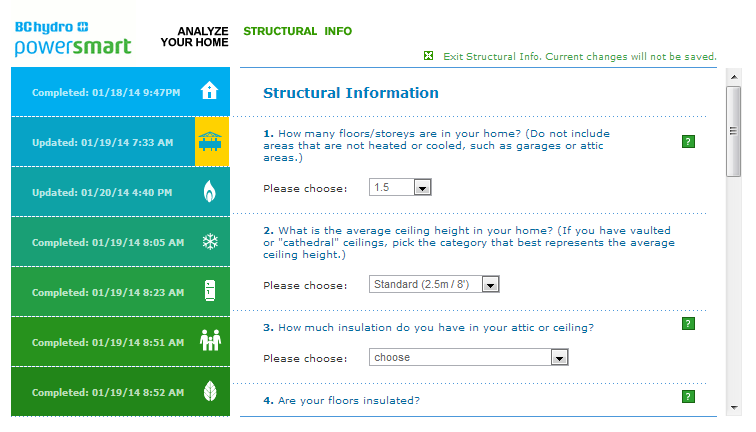 BChydro
powersmart
ANALYZE
YOUR HOME
STRUCTURAL INFO
Exit Structural Info. Current changes will not be saved.
Completed: 01/18/14 9:47PM
Updated: 01/19/14 7:33 AM
Updated: 01/20/14 4:40 PM
Completed: 01/19/14 8:05 AM
Completed: 01/19/14 8:23 AM
Completed: 01/19/14 8:51 AM
Completed: 01/19/14 8:52 AM
Structural Information
1. How many floors/storeys are in your home? (Do not include
areas that are not heated or cooled, such as garages or attic
areas.)
?
Please choose: 1.5
2. What is the average ceiling height in your home? (If you have vaulted
or "cathedral" ceilings, pick the category that best represents the average
ceiling height.)
Please choose: Standard (2.5m / 8')
3. How much insulation do you have in your attic or ceiling?
?
Please choose: choose
4. Are your floors insulated?
?